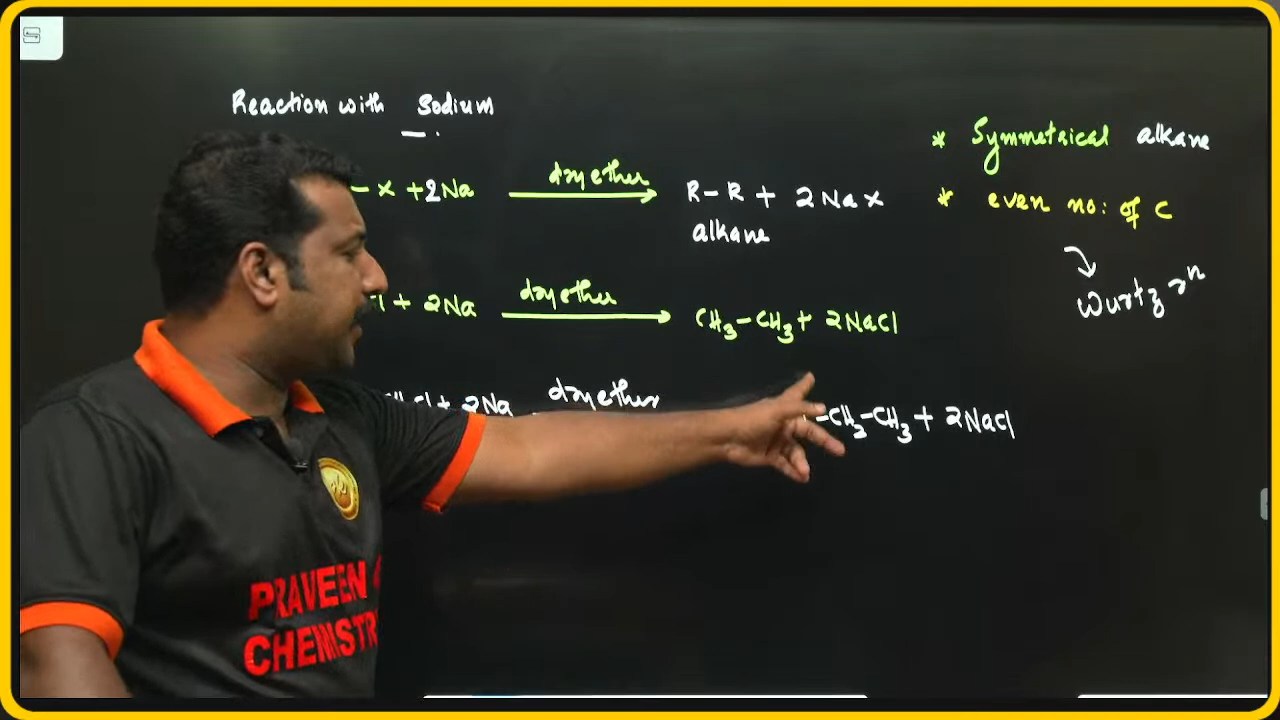 Reaction with Sodium
- X + 2Na dry ether R-R + 2NaX
alkane
* Symmetrical alkane
* even no: of C
Wurtz rⁿ
Cl + 2Na dry ether CH₃-CH₃ + 2NaCl
+ 2Na dry ether -CH₂-CH₃ + 2NaCl
PRAVEEN
CHEMISTR